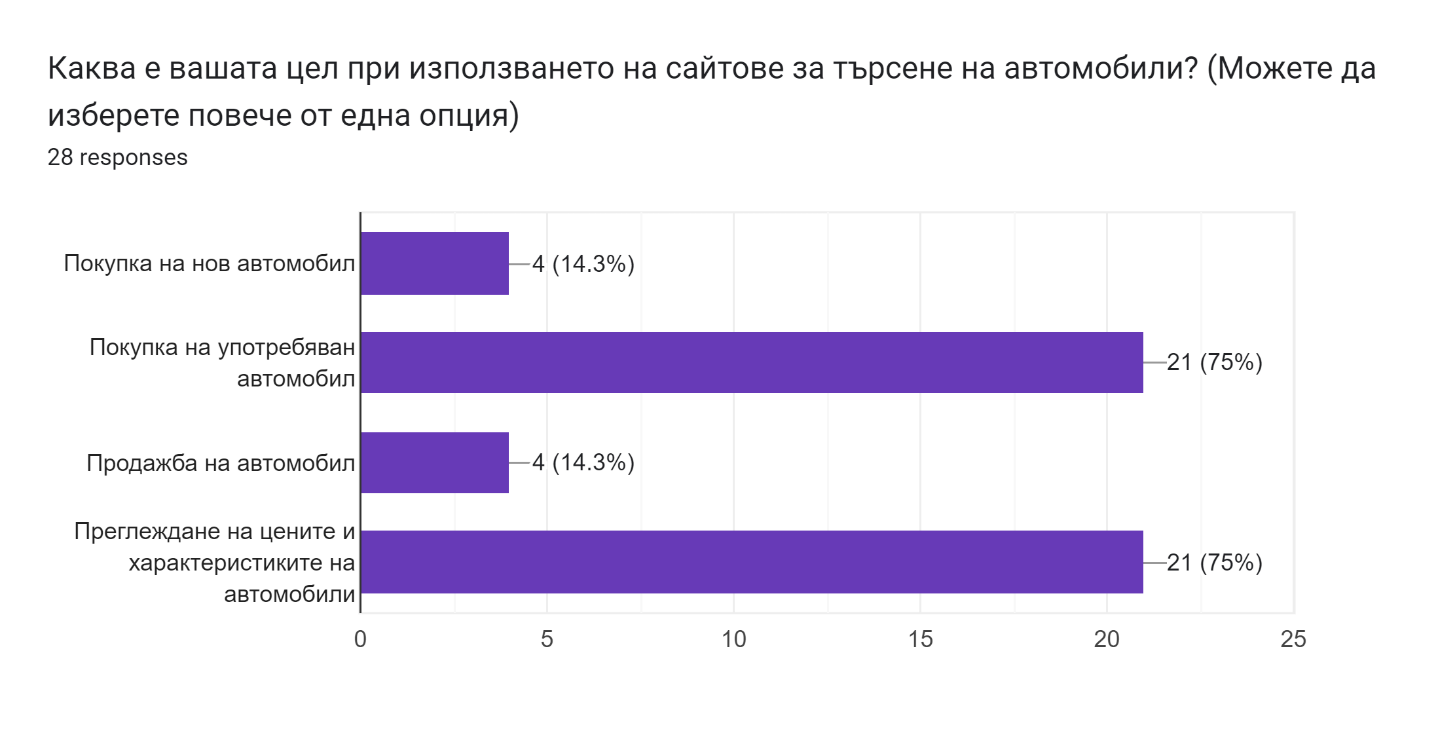 Каква е вашата цел при използването на сайтове за търсене на автомобили? (Можете да
изберете повече от една опция)
28 responses
Покупка на нов автомобил
4 (14.3%)
Покупка на употребяван
автомобил
21 (75%)
Продажба на автомобил
4 (14.3%)
Преглеждане на цените и
характеристиките на
автомобили
21 (75%)
0 5 10 15 20 25